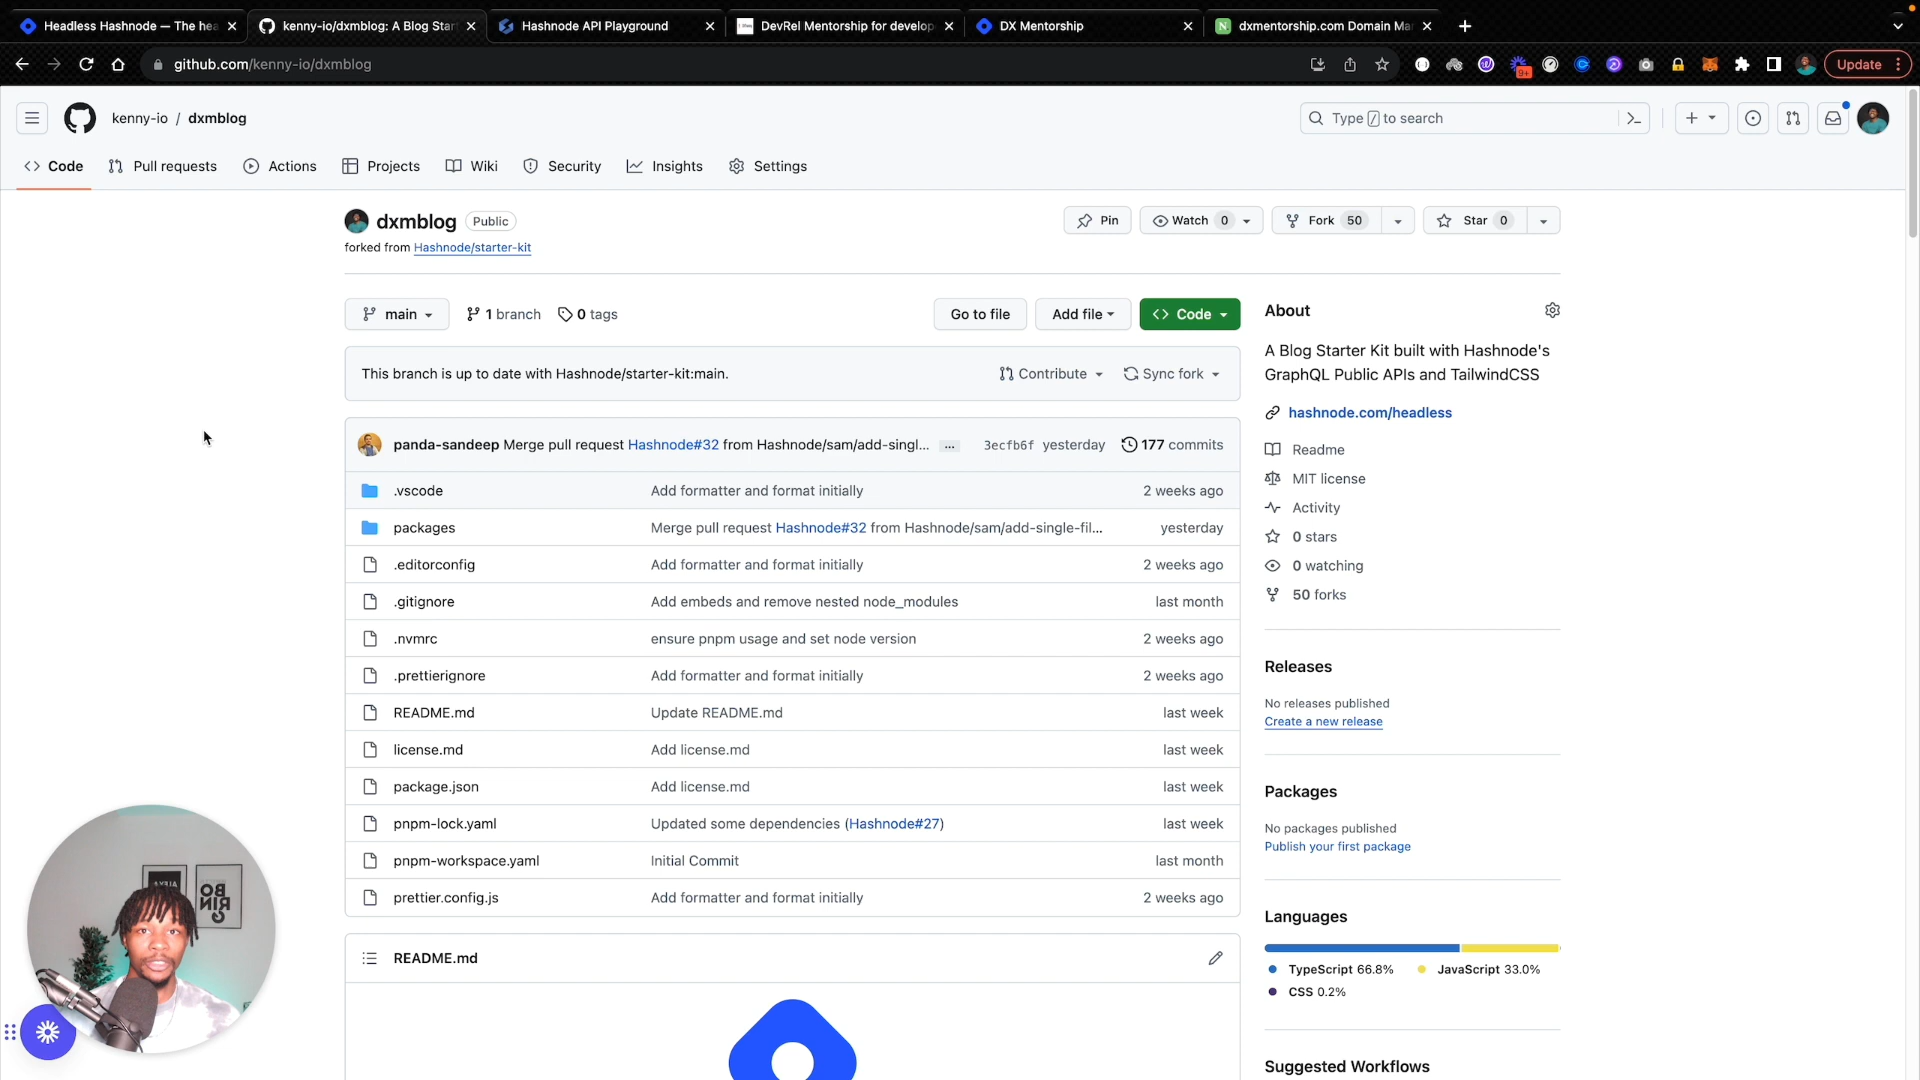 Headless Hashnode — The hea
kenny-io/dxmblog: A Blog Star
Hashnode API Playground
DevRel Mentorship for develop
DX Mentorship
N
dxmentorship.com Domain Ma
github.com/kenny-io/dxmblog
9+
Update
kenny-io / dxmblog
Type / to search
Code
Pull requests
Actions
Projects
Wiki
Security
Insights
Settings
dxmblog
Public
Pin
Watch 0
Fork 50
Star 0
forked from Hashnode/starter-kit
main
1 branch
0 tags
Go to file
Add file
Code
About
A Blog Starter Kit built with Hashnode's
GraphQL Public APIs and TailwindCSS
This branch is up to date with Hashnode/starter-kit:main.
Contribute
Sync fork
hashnode.com/headless
panda-sandeep Merge pull request Hashnode#32 from Hashnode/sam/add-singl... ... 3ecfb6f yesterday 177 commits
Readme
MIT license
Activity
0 stars
0 watching
50 forks
.vscode Add formatter and format initially 2 weeks ago
packages Merge pull request Hashnode#32 from Hashnode/sam/add-single-fil... yesterday
.editorconfig Add formatter and format initially 2 weeks ago
.gitignore Add embeds and remove nested node_modules last month
.nvmrc ensure pnpm usage and set node version 2 weeks ago
.prettierignore Add formatter and format initially 2 weeks ago
README.md Update README.md last week
license.md Add license.md last week
package.json Add license.md last week
pnpm-lock.yaml Updated some dependencies (Hashnode#27) last week
pnpm-workspace.yaml Initial Commit last month
prettier.config.js Add formatter and format initially 2 weeks ago
Releases
No releases published
Create a new release
Packages
No packages published
Publish your first package
Languages
TypeScript 66.8%
JavaScript 33.0%
CSS 0.2%
README.md
Suggested Workflows
BO
RING